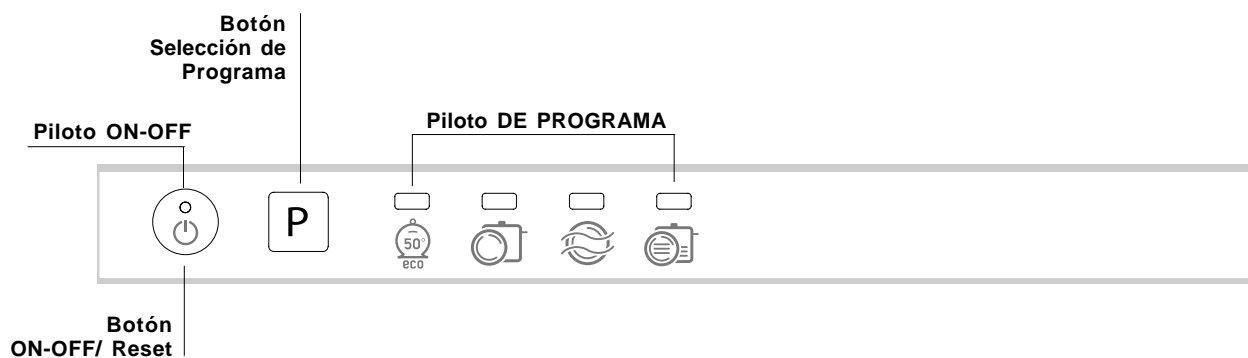 Botón
Selección de
Programa
Piloto ON-OFF
Piloto DE PROGRAMA
P
50°
eco
Botón
ON-OFF/ Reset